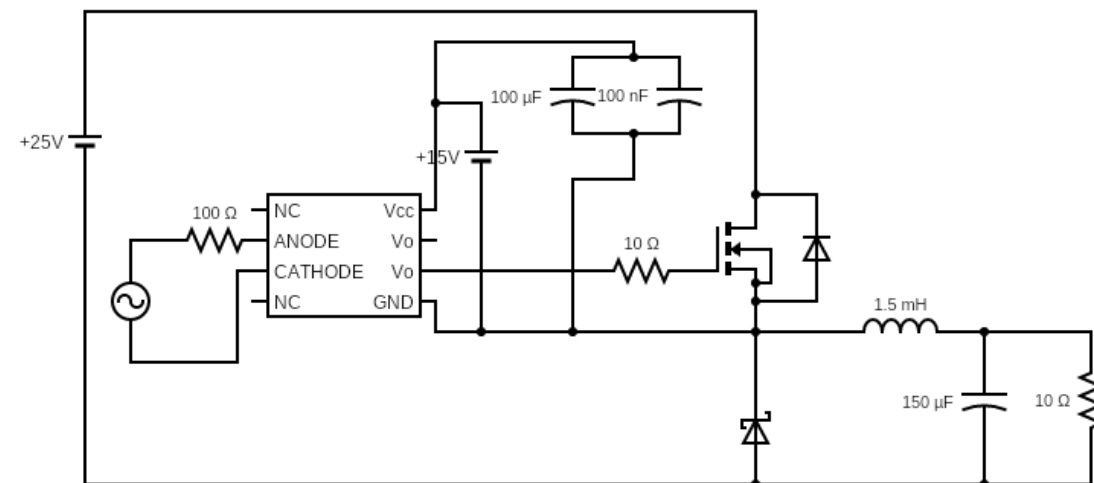 100 µF
100 nF
+25V
+15V
100 Ω
NC
Vcc
ANODE
Vo
CATHODE
Vo
NC
GND
10 Ω
1.5 mH
150 µF
10 Ω